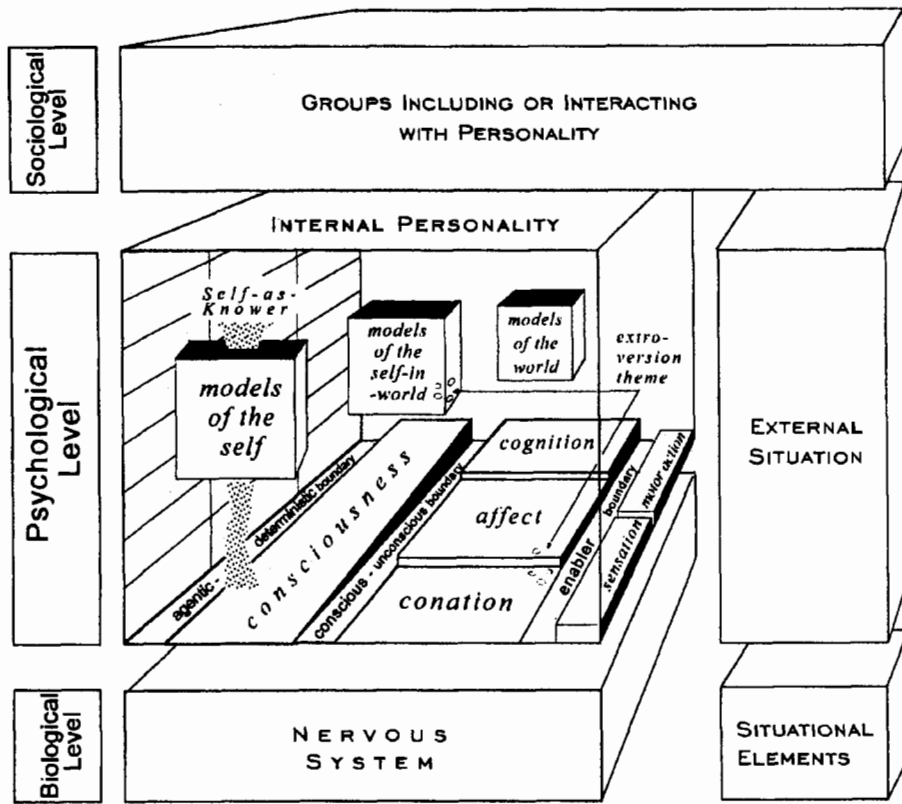 Sociological
Level
GROUPS INCLUDING OR INTERACTING
WITH PERSONALITY
INTERNAL PERSONALITY
Psychological
Level
Self-as-
Knower
models
of the
self
models
of the
self-in
-world
models
of the
world
extro-
version
theme
agentic - deterministic boundary
consciousness
conscious - unconscious boundary
cognition
affect
conation
enabler boundary
motor action
sensation
EXTERNAL
SITUATION
Biological
Level
NERVOUS
SYSTEM
SITUATIONAL
ELEMENTS